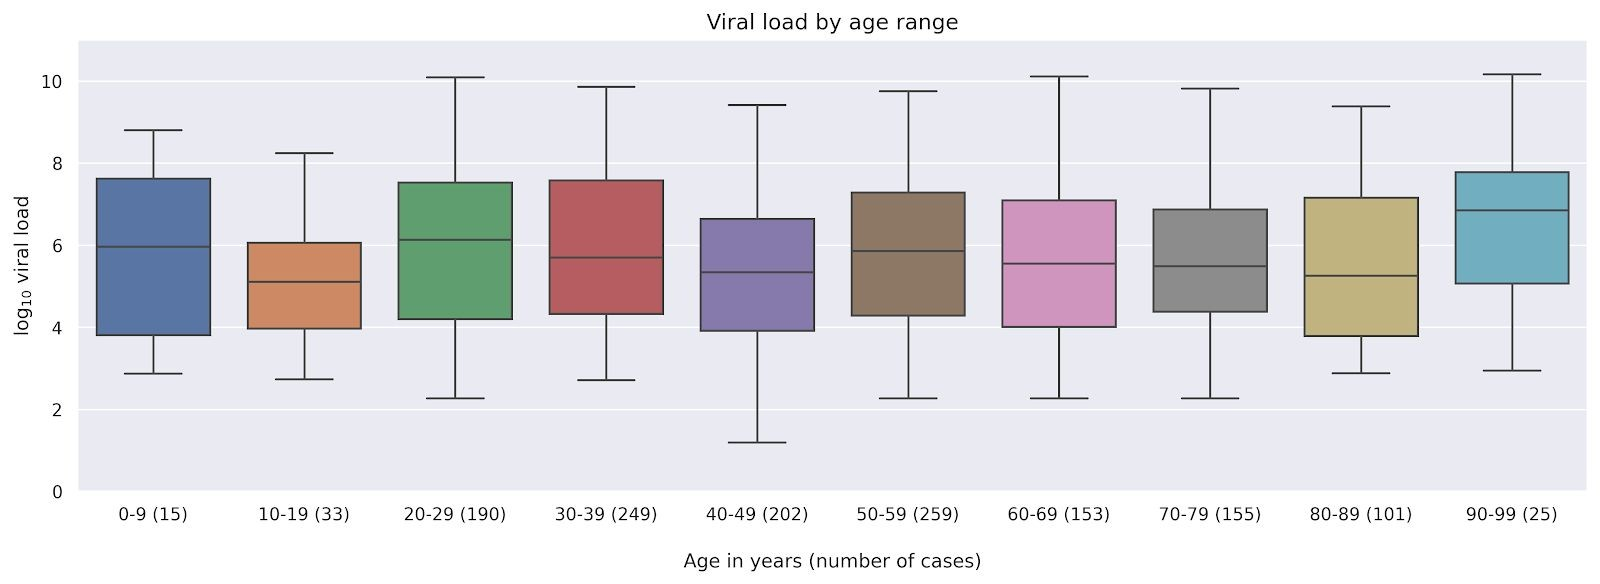 Viral load by age range
10
8
6
4
2
0
log₁₀ viral load
0-9 (15) 10-19 (33) 20-29 (190) 30-39 (249) 40-49 (202) 50-59 (259) 60-69 (153) 70-79 (155) 80-89 (101) 90-99 (25)
Age in years (number of cases)